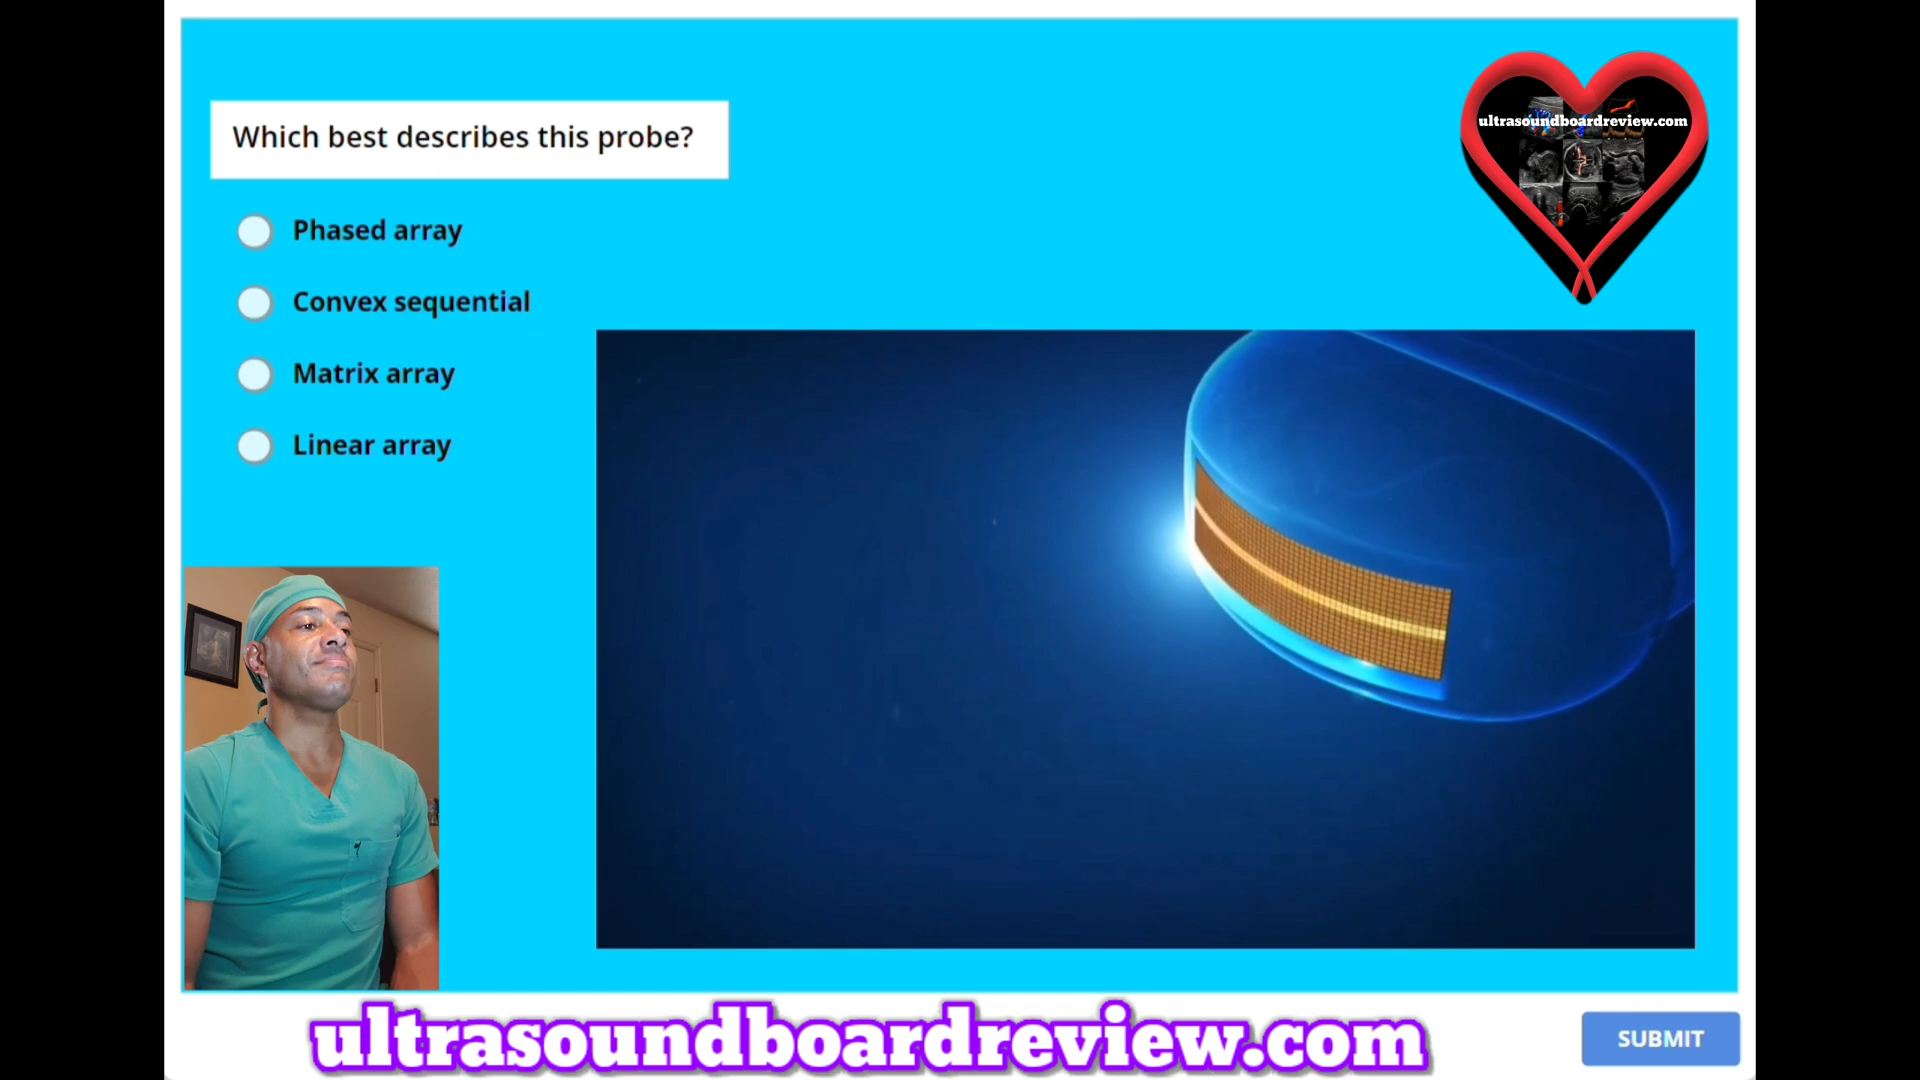 Which best describes this probe?
Phased array
Convex sequential
Matrix array
Linear array
ultrasoundboardreview.com
ultrasoundboardreview.com
SUBMIT